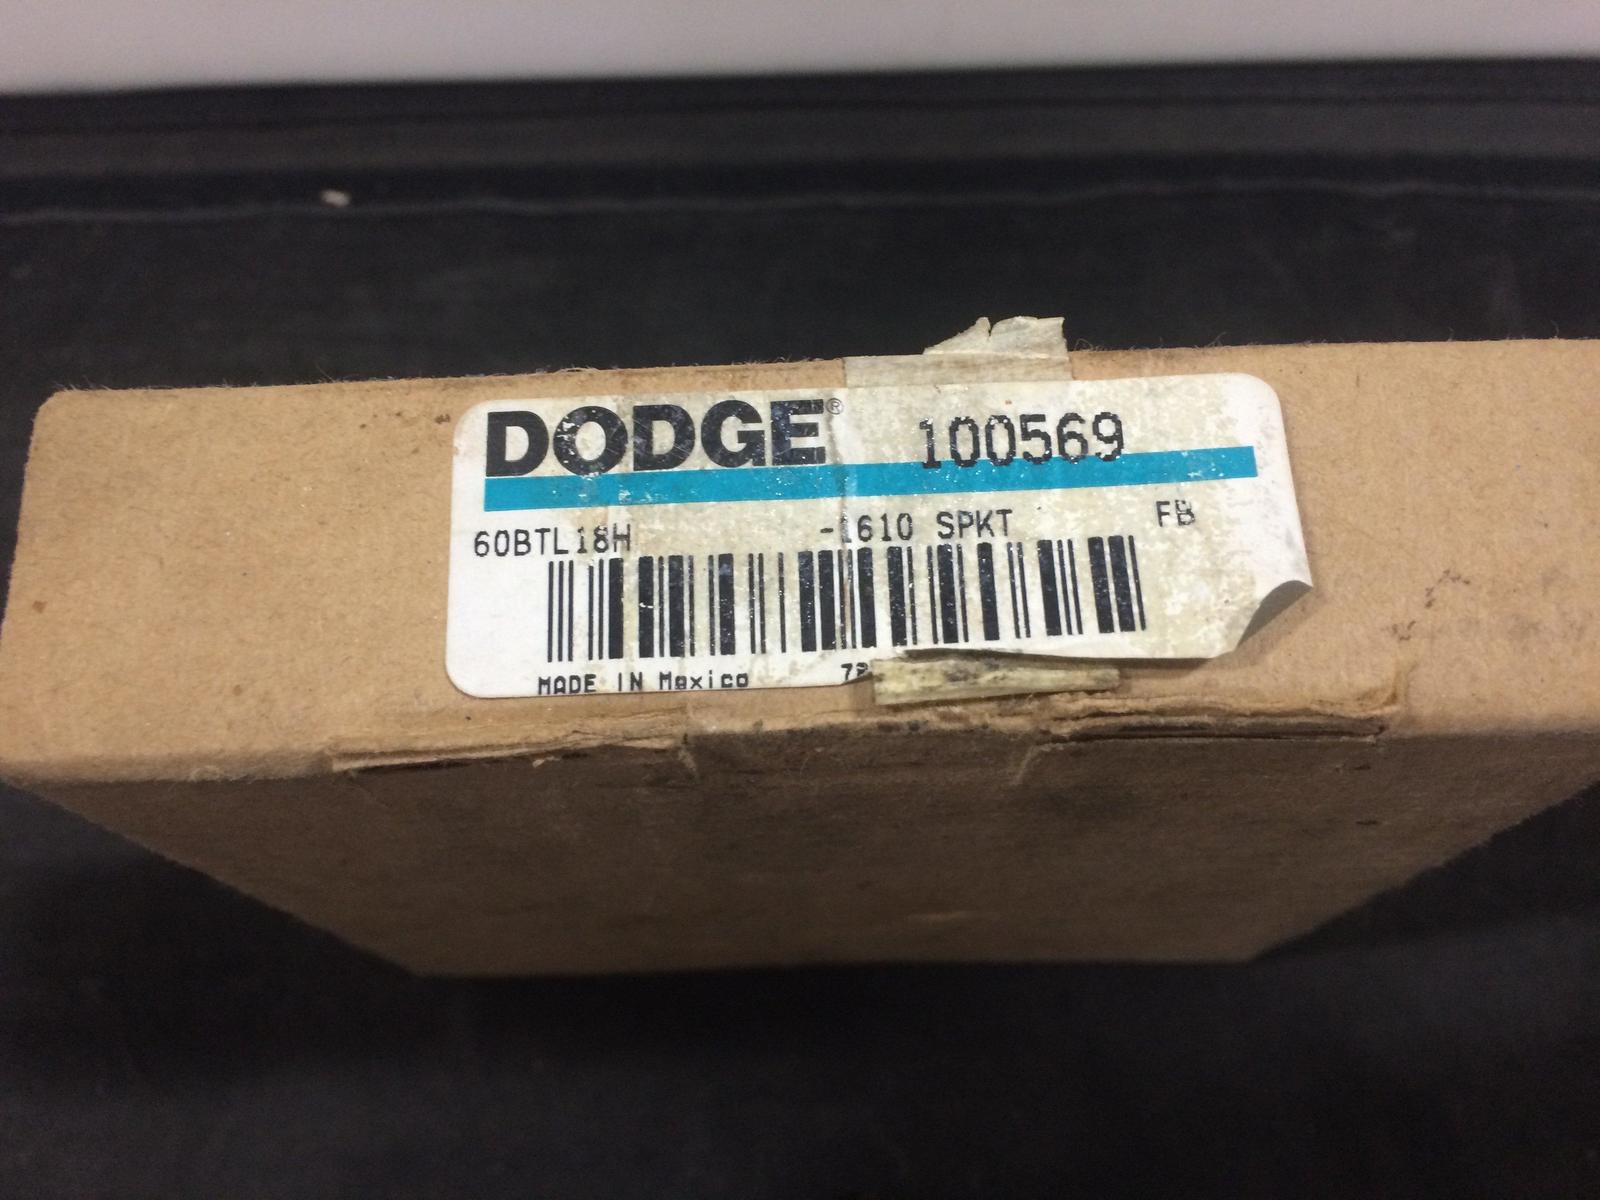 DODGE® 100569
60BTL18H -1610 SPKT FB
MADE IN Mexico